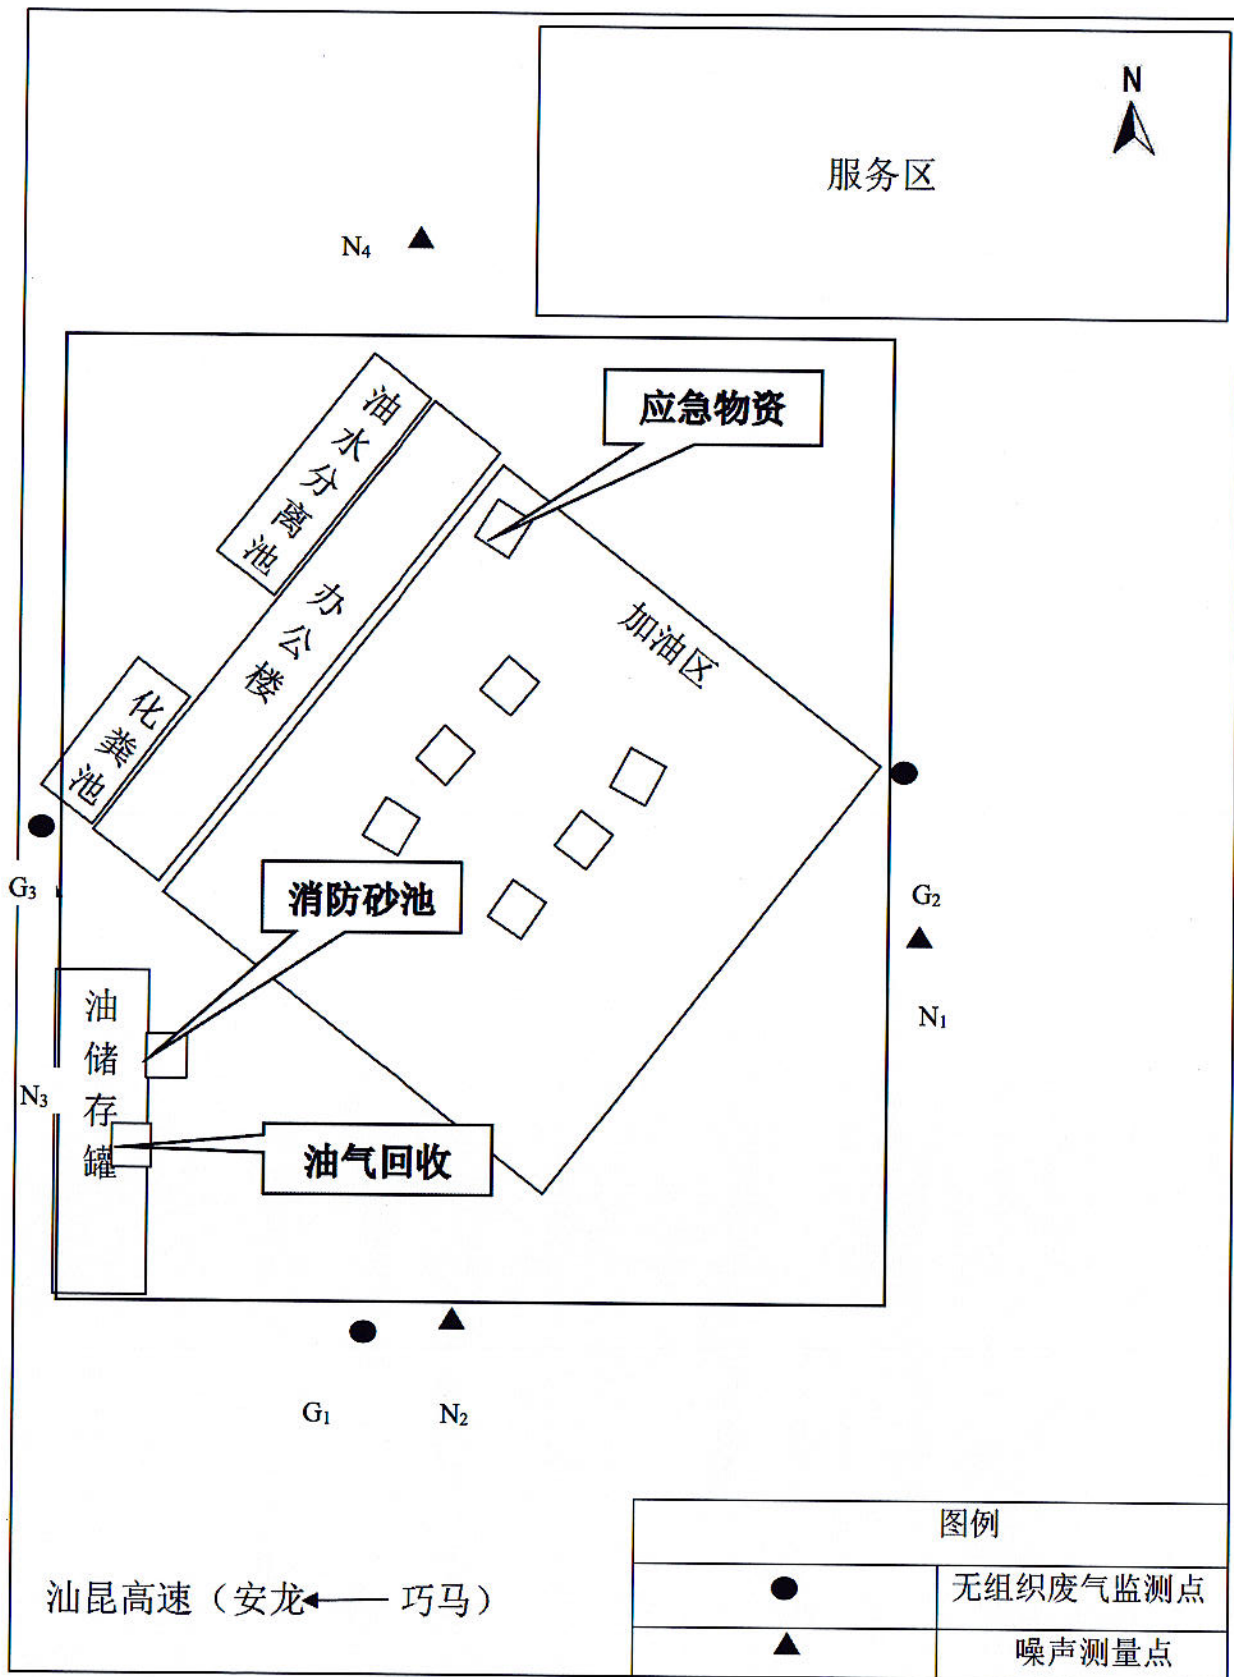 N
服务区
N₄
应急物资
油水分离池
办公楼
加油区
化粪池
G₃
消防砂池
G₂
N₁
油储存罐
N₃
油气回收
G₁
N₂
图例
无组织废气监测点
噪声测量点
汕昆高速（安龙← 巧马）